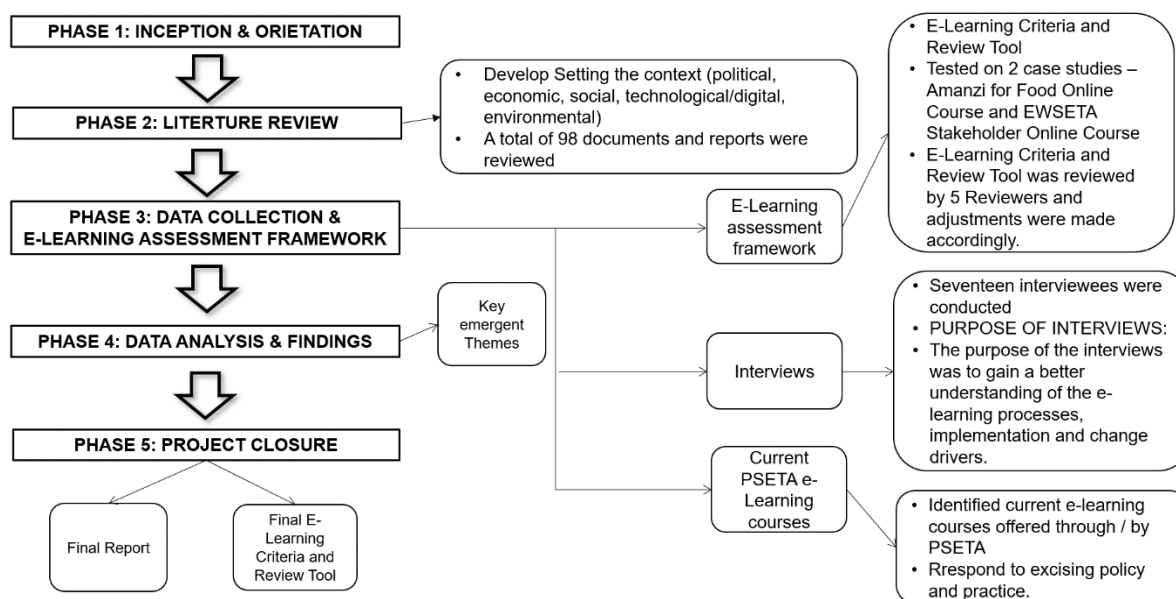 PHASE 1: INCEPTION & ORIETATION
PHASE 2: LITERTURE REVIEW
• Develop Setting the context (political,
economic, social, technological/digital,
environmental)
• A total of 98 documents and reports were
reviewed
PHASE 3: DATA COLLECTION &
E-LEARNING ASSESSMENT FRAMEWORK
E-Learning
assessment
framework
• E-Learning Criteria and
Review Tool
• Tested on 2 case studies –
Amanzi for Food Online
Course and EWSETA
Stakeholder Online Course
• E-Learning Criteria and
Review Tool was reviewed
by 5 Reviewers and
adjustments were made
accordingly.
Interviews
• Seventeen interviewees were
conducted
• PURPOSE OF INTERVIEWS:
• The purpose of the interviews
was to gain a better
understanding of the e-
learning processes,
implementation and change
drivers.
Current
PSETA e-
Learning
courses
• Identified current e-learning
courses offered through / by
PSETA
• Rrespond to excising policy
and practice.
PHASE 4: DATA ANALYSIS & FINDINGS
Key
emergent
Themes
PHASE 5: PROJECT CLOSURE
Final Report
Final E-
Learning
Criteria and
Review Tool